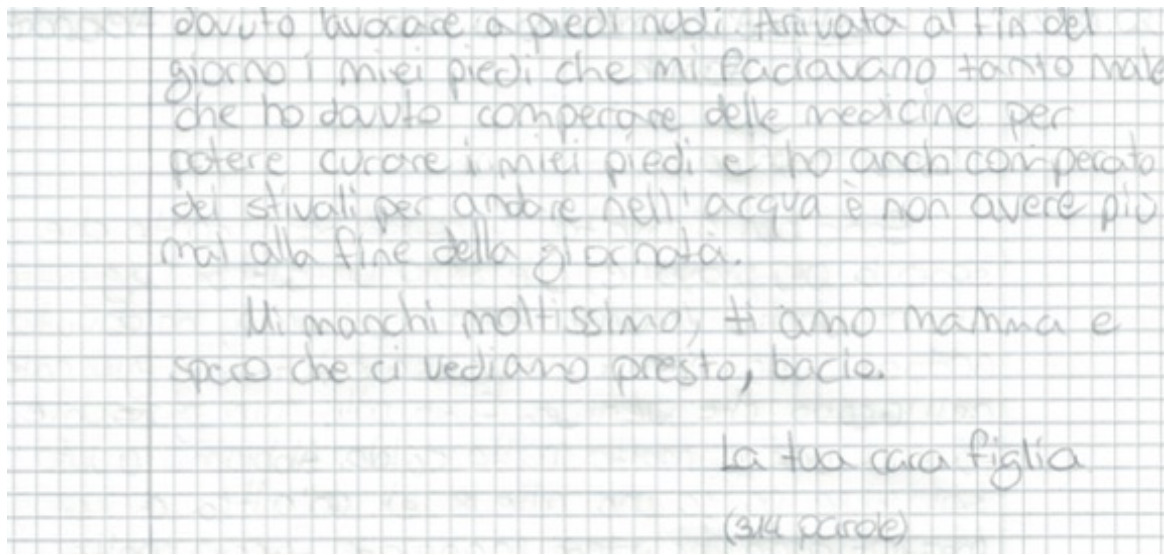 dovuto lavorare a piedi nudi. Arrivata al fin del
giorno i miei piedi che mi faclavano tanto male
che ho dovuto comperare delle medicine per
potere curare i miei piedi e ho anch comperato
dei stivali per andare nell'acqua è non avere più
mal alla fine della giornata.
Mi manchi moltissimo, ti amo mamma e
spero che ci vediamo presto, bacio.
La tua cara figlia
(314 parole)